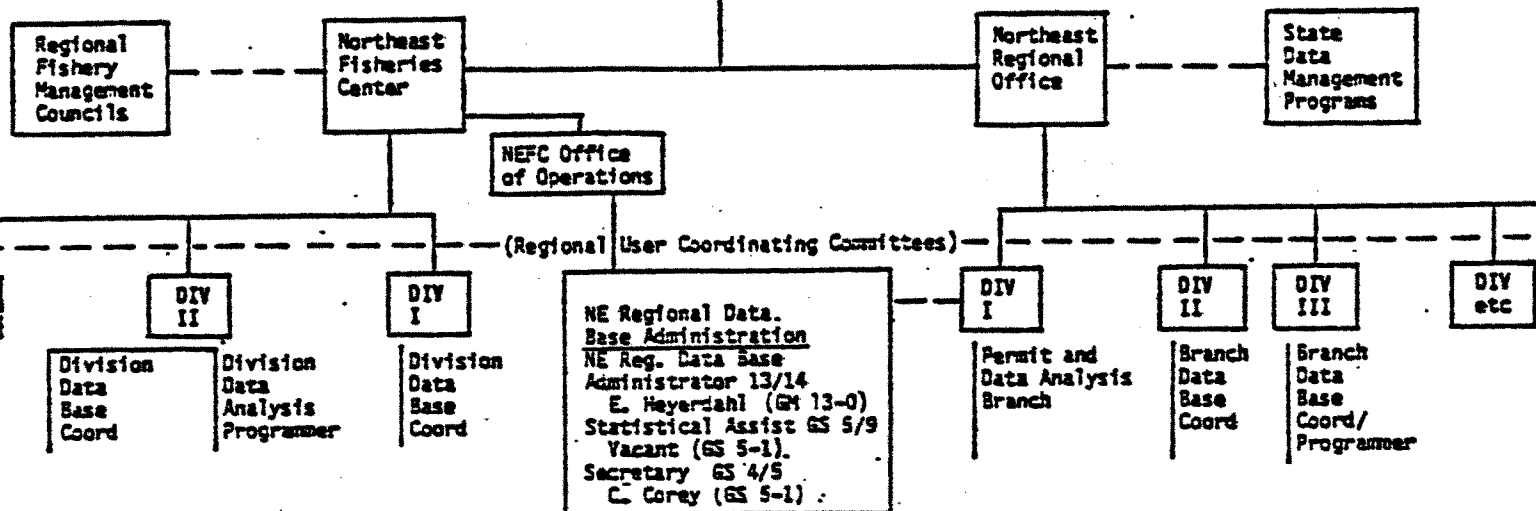 Regional
Fishery
Management
Councils
Northeast
Fisheries
Center
Northeast
Regional
Office
State
Data
Management
Programs
NEFC Office
of Operations
(Regional User Coordinating Committees)
DIV
II
DIV
I
NE Regional Data.
Base Administration
NE Reg. Data Base
Administrator 13/14
E. Heyerdahl (GM 13-0)
Statistical Assist GS 5/9
Vacant (GS 5-1).
Secretary GS 4/5
C. Corey (GS 5-1)
DIV
I
DIV
II
DIV
III
DIV
etc
Division
Data
Base
Coord
Division
Data
Analysis
Programmer
Division
Data
Base
Coord
Permit and
Data Analysis
Branch
Branch
Data
Base
Coord
Branch
Data
Base
Coord/
Programmer